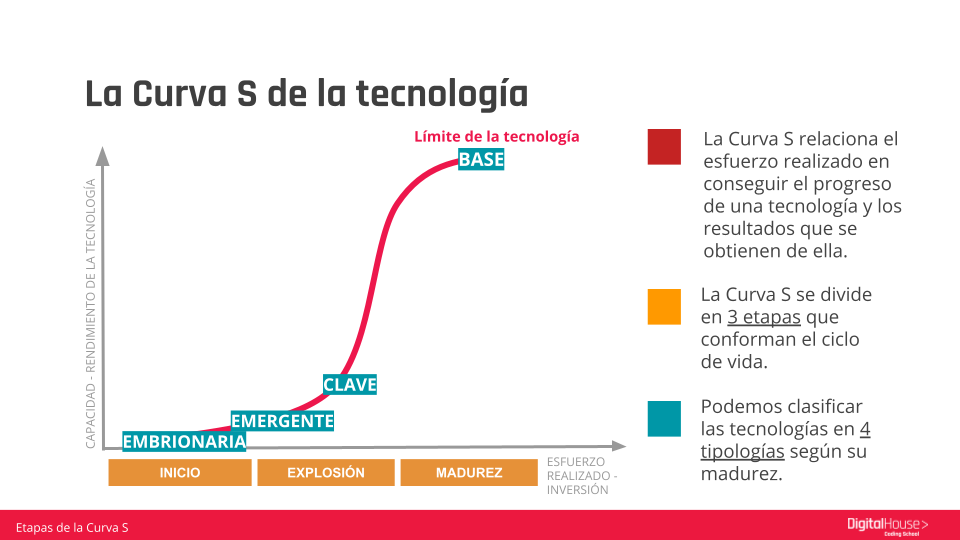 La Curva S de la tecnología
Límite de la tecnología
BASE
CLAVE
EMERGENTE
EMBRIONARIA
CAPACIDAD - RENDIMIENTO DE LA TECNOLOGÍA
INICIO
EXPLOSIÓN
MADUREZ
ESFUERZO
REALIZADO -
INVERSIÓN
La Curva S relaciona el
esfuerzo realizado en
conseguir el progreso
de una tecnología y los
resultados que se
obtienen de ella.
La Curva S se divide
en 3 etapas que
conforman el ciclo
de vida.
Podemos clasificar
las tecnologías en 4
tipologías según su
madurez.
Etapas de la Curva S
DigitalHouse>
Coding School